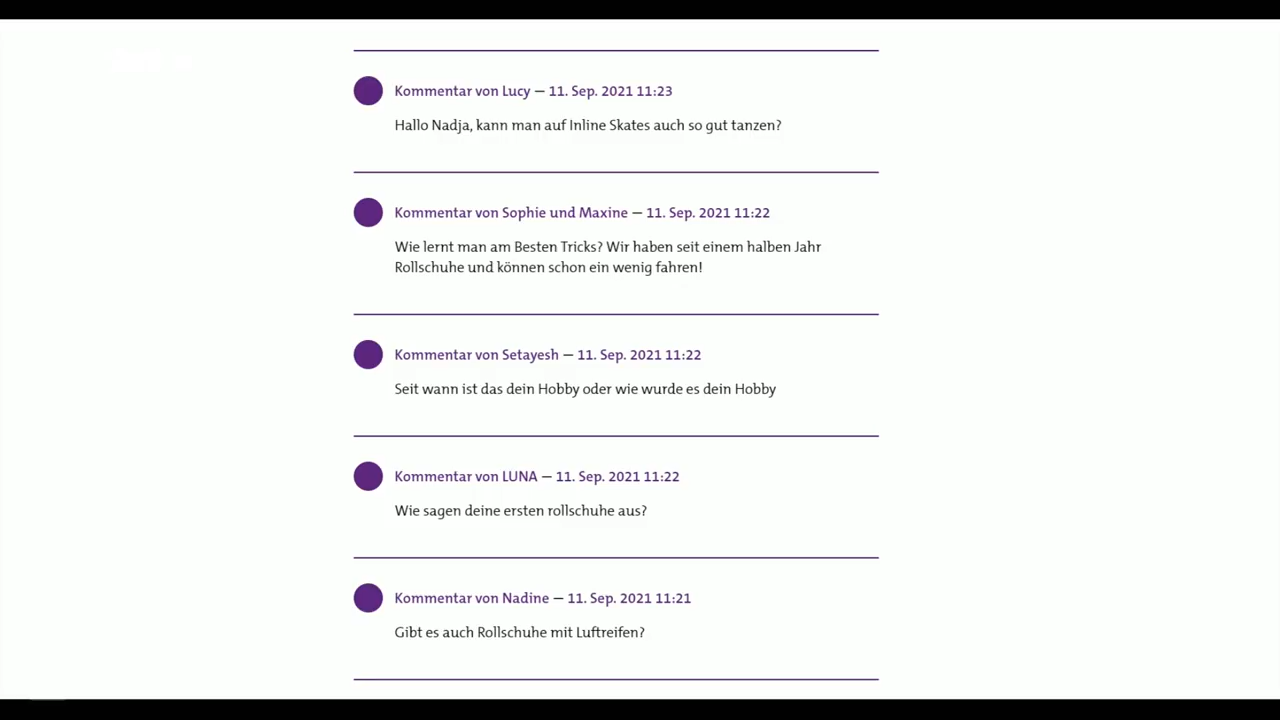 Kommentar von Lucy — 11. Sep. 2021 11:23
Hallo Nadja, kann man auf Inline Skates auch so gut tanzen?
Kommentar von Sophie und Maxine — 11. Sep. 2021 11:22
Wie lernt man am Besten Tricks? Wir haben seit einem halben Jahr
Rollschuhe und können schon ein wenig fahren!
Kommentar von Setayesh — 11. Sep. 2021 11:22
Seit wann ist das dein Hobby oder wie wurde es dein Hobby
Kommentar von LUNA — 11. Sep. 2021 11:22
Wie sagen deine ersten rollschuhe aus?
Kommentar von Nadine — 11. Sep. 2021 11:21
Gibt es auch Rollschuhe mit Luftreifen?